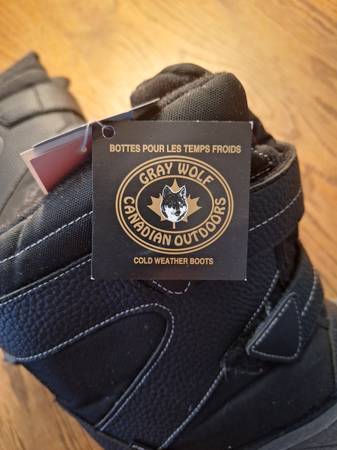 BOTTES POUR LES TEMPS FROIDS
GRAY WOLF
CANADIAN OUTDOORS
COLD WEATHER BOOTS